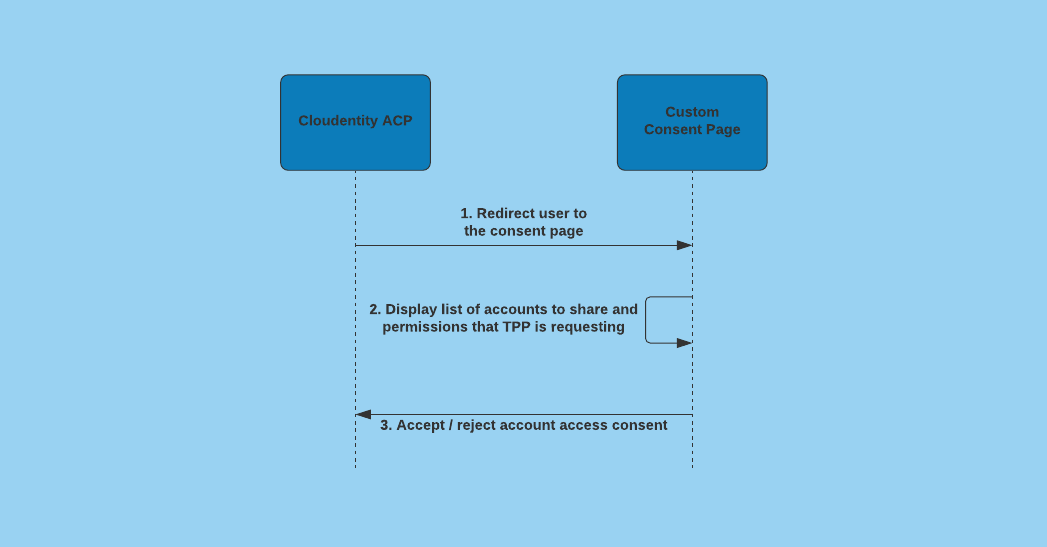 Cloudentity ACP
Custom
Consent Page
1. Redirect user to
the consent page
2. Display list of accounts to share and
permissions that TPP is requesting
3. Accept / reject account access consent